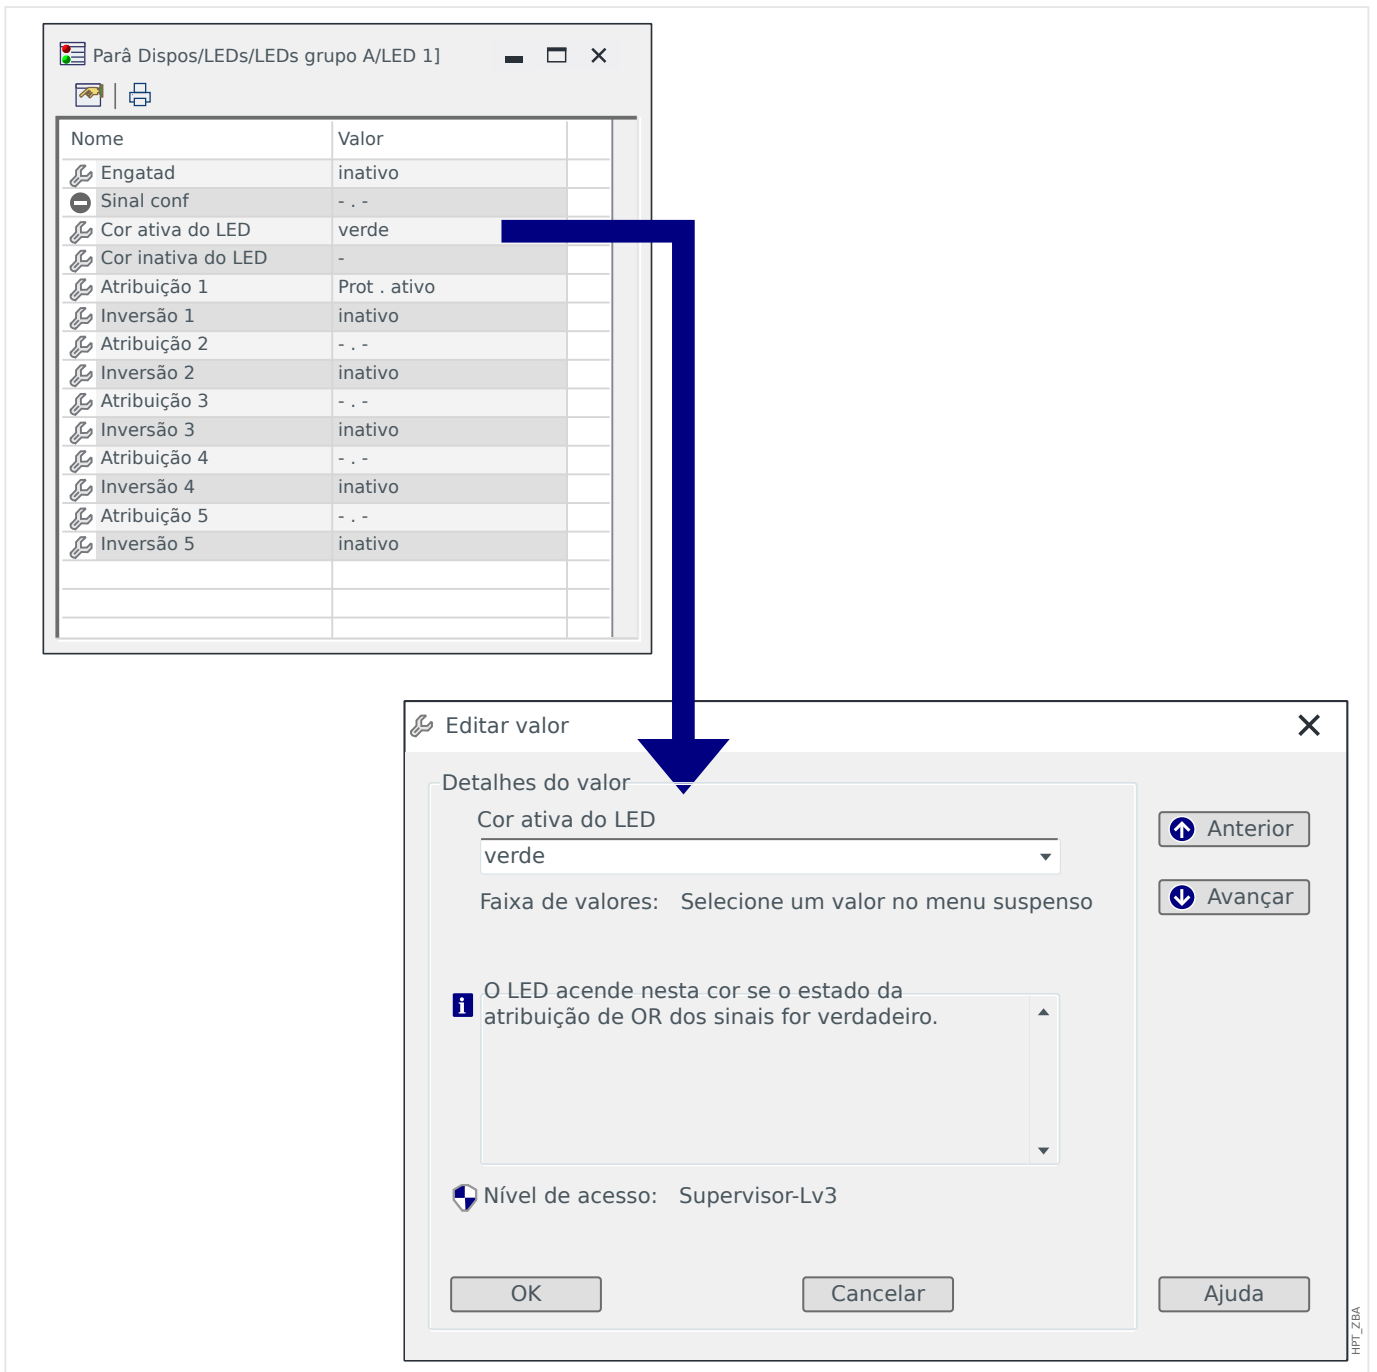 Parâ Dispos/LEDs/LEDs grupo A/LED 1]
Nome Valor
Engatad inativo
Sinal conf - . -
Cor ativa do LED verde
Cor inativa do LED -
Atribuição 1 Prot . ativo
Inversão 1 inativo
Atribuição 2 - . -
Inversão 2 inativo
Atribuição 3 - . -
Inversão 3 inativo
Atribuição 4 - . -
Inversão 4 inativo
Atribuição 5 - . -
Inversão 5 inativo
Editar valor
Detalhes do valor
Cor ativa do LED
verde
Faixa de valores: Selecione um valor no menu suspenso
O LED acende nesta cor se o estado da
atribuição de OR dos sinais for verdadeiro.
Nível de acesso: Supervisor-Lv3
Anterior
Avançar
OK Cancelar Ajuda
HPT_ZBA